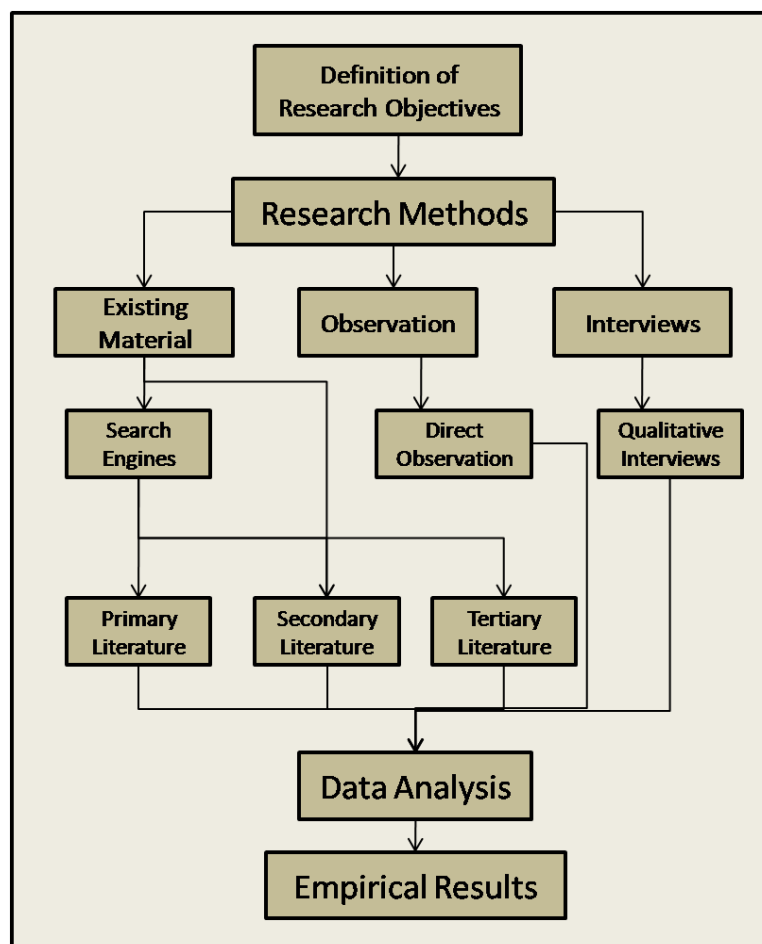 Definition of
Research Objectives
Research Methods
Existing
Material
Observation
Interviews
Search
Engines
Direct
Observation
Qualitative
Interviews
Primary
Literature
Secondary
Literature
Tertiary
Literature
Data Analysis
Empirical Results